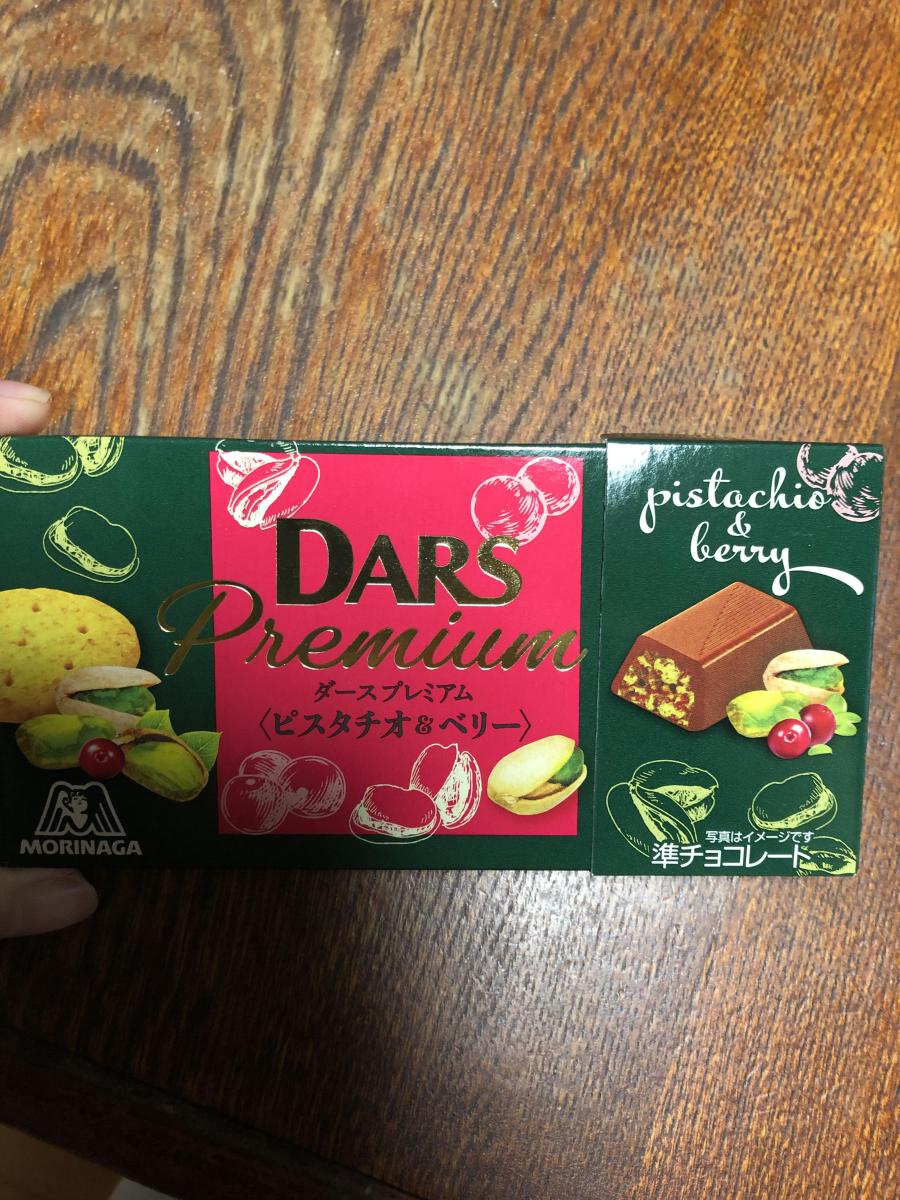 DARS
Premium
ダースプレミアム
〈ピスタチオ&ベリー〉
MORINAGA
pistachio
&
berry
写真はイメージです
準チョコレート